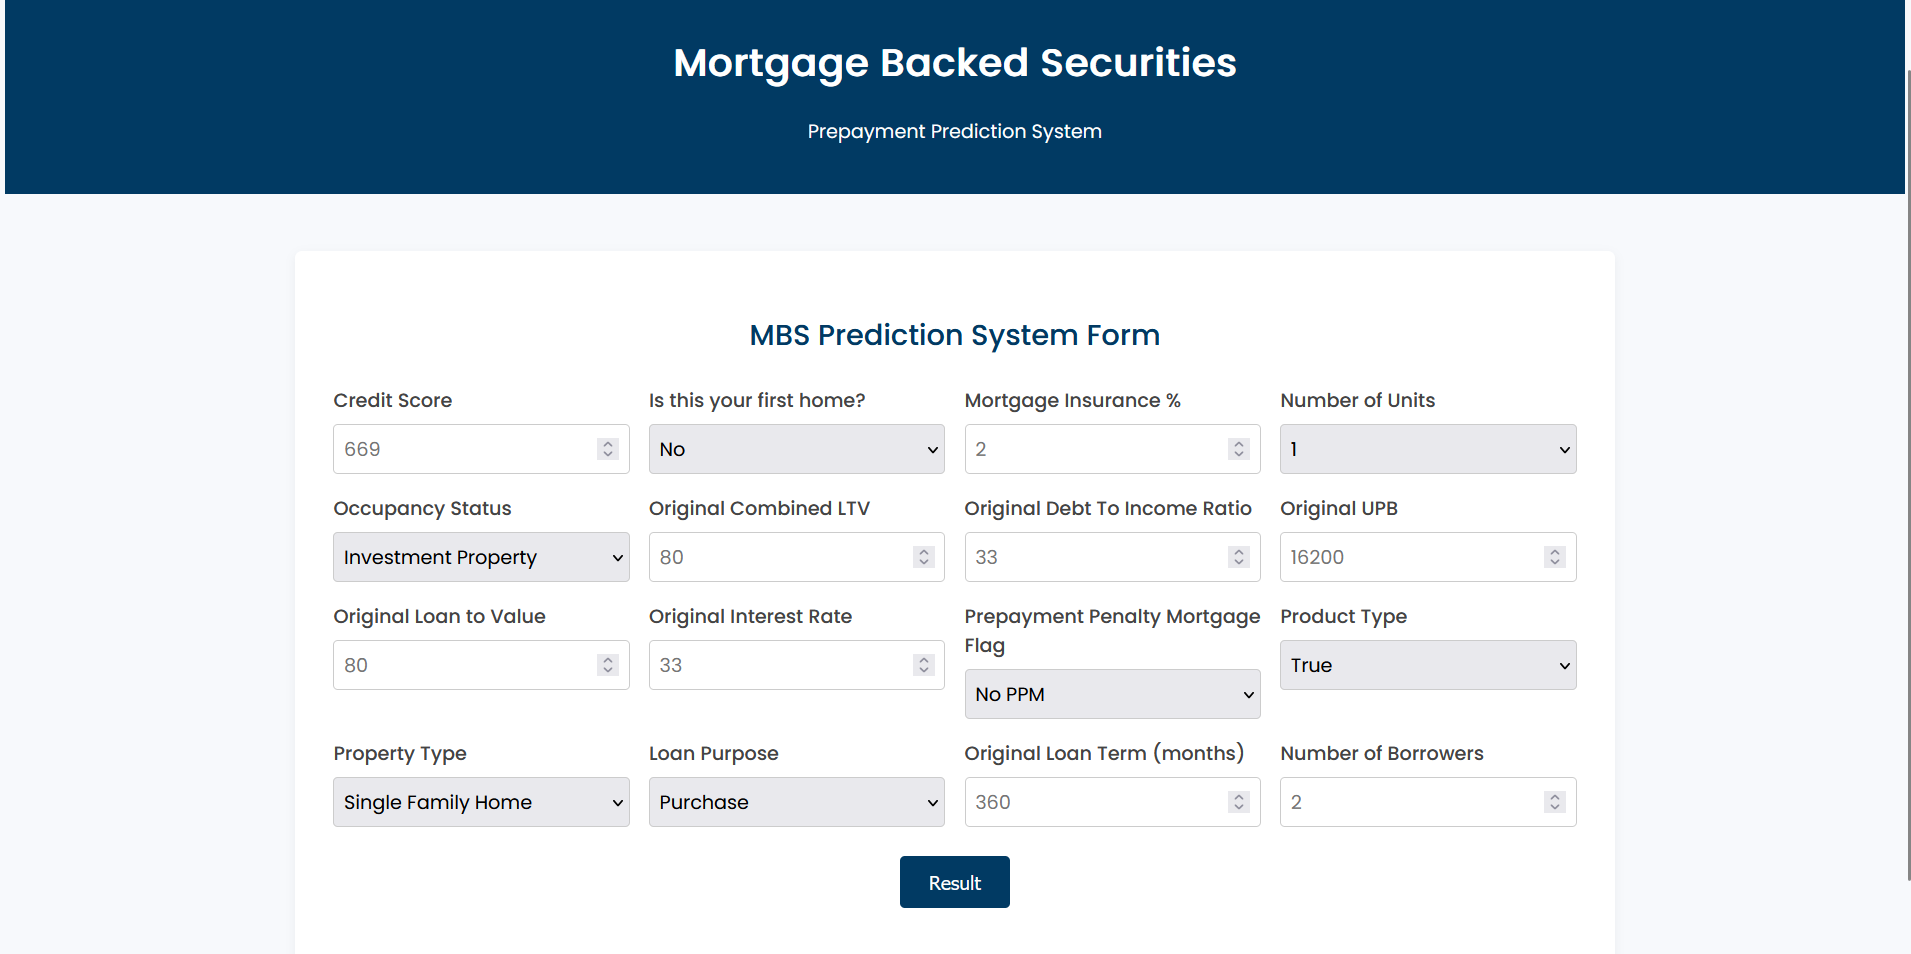 Mortgage Backed Securities
Prepayment Prediction System
MBS Prediction System Form
Credit Score
669
Is this your first home?
No
Mortgage Insurance %
2
Number of Units
1
Occupancy Status
Investment Property
Original Combined LTV
80
Original Debt To Income Ratio
33
Original UPB
16200
Original Loan to Value
80
Original Interest Rate
33
Prepayment Penalty Mortgage
Flag
No PPM
Product Type
True
Property Type
Single Family Home
Loan Purpose
Purchase
Original Loan Term (months)
360
Number of Borrowers
2
Result